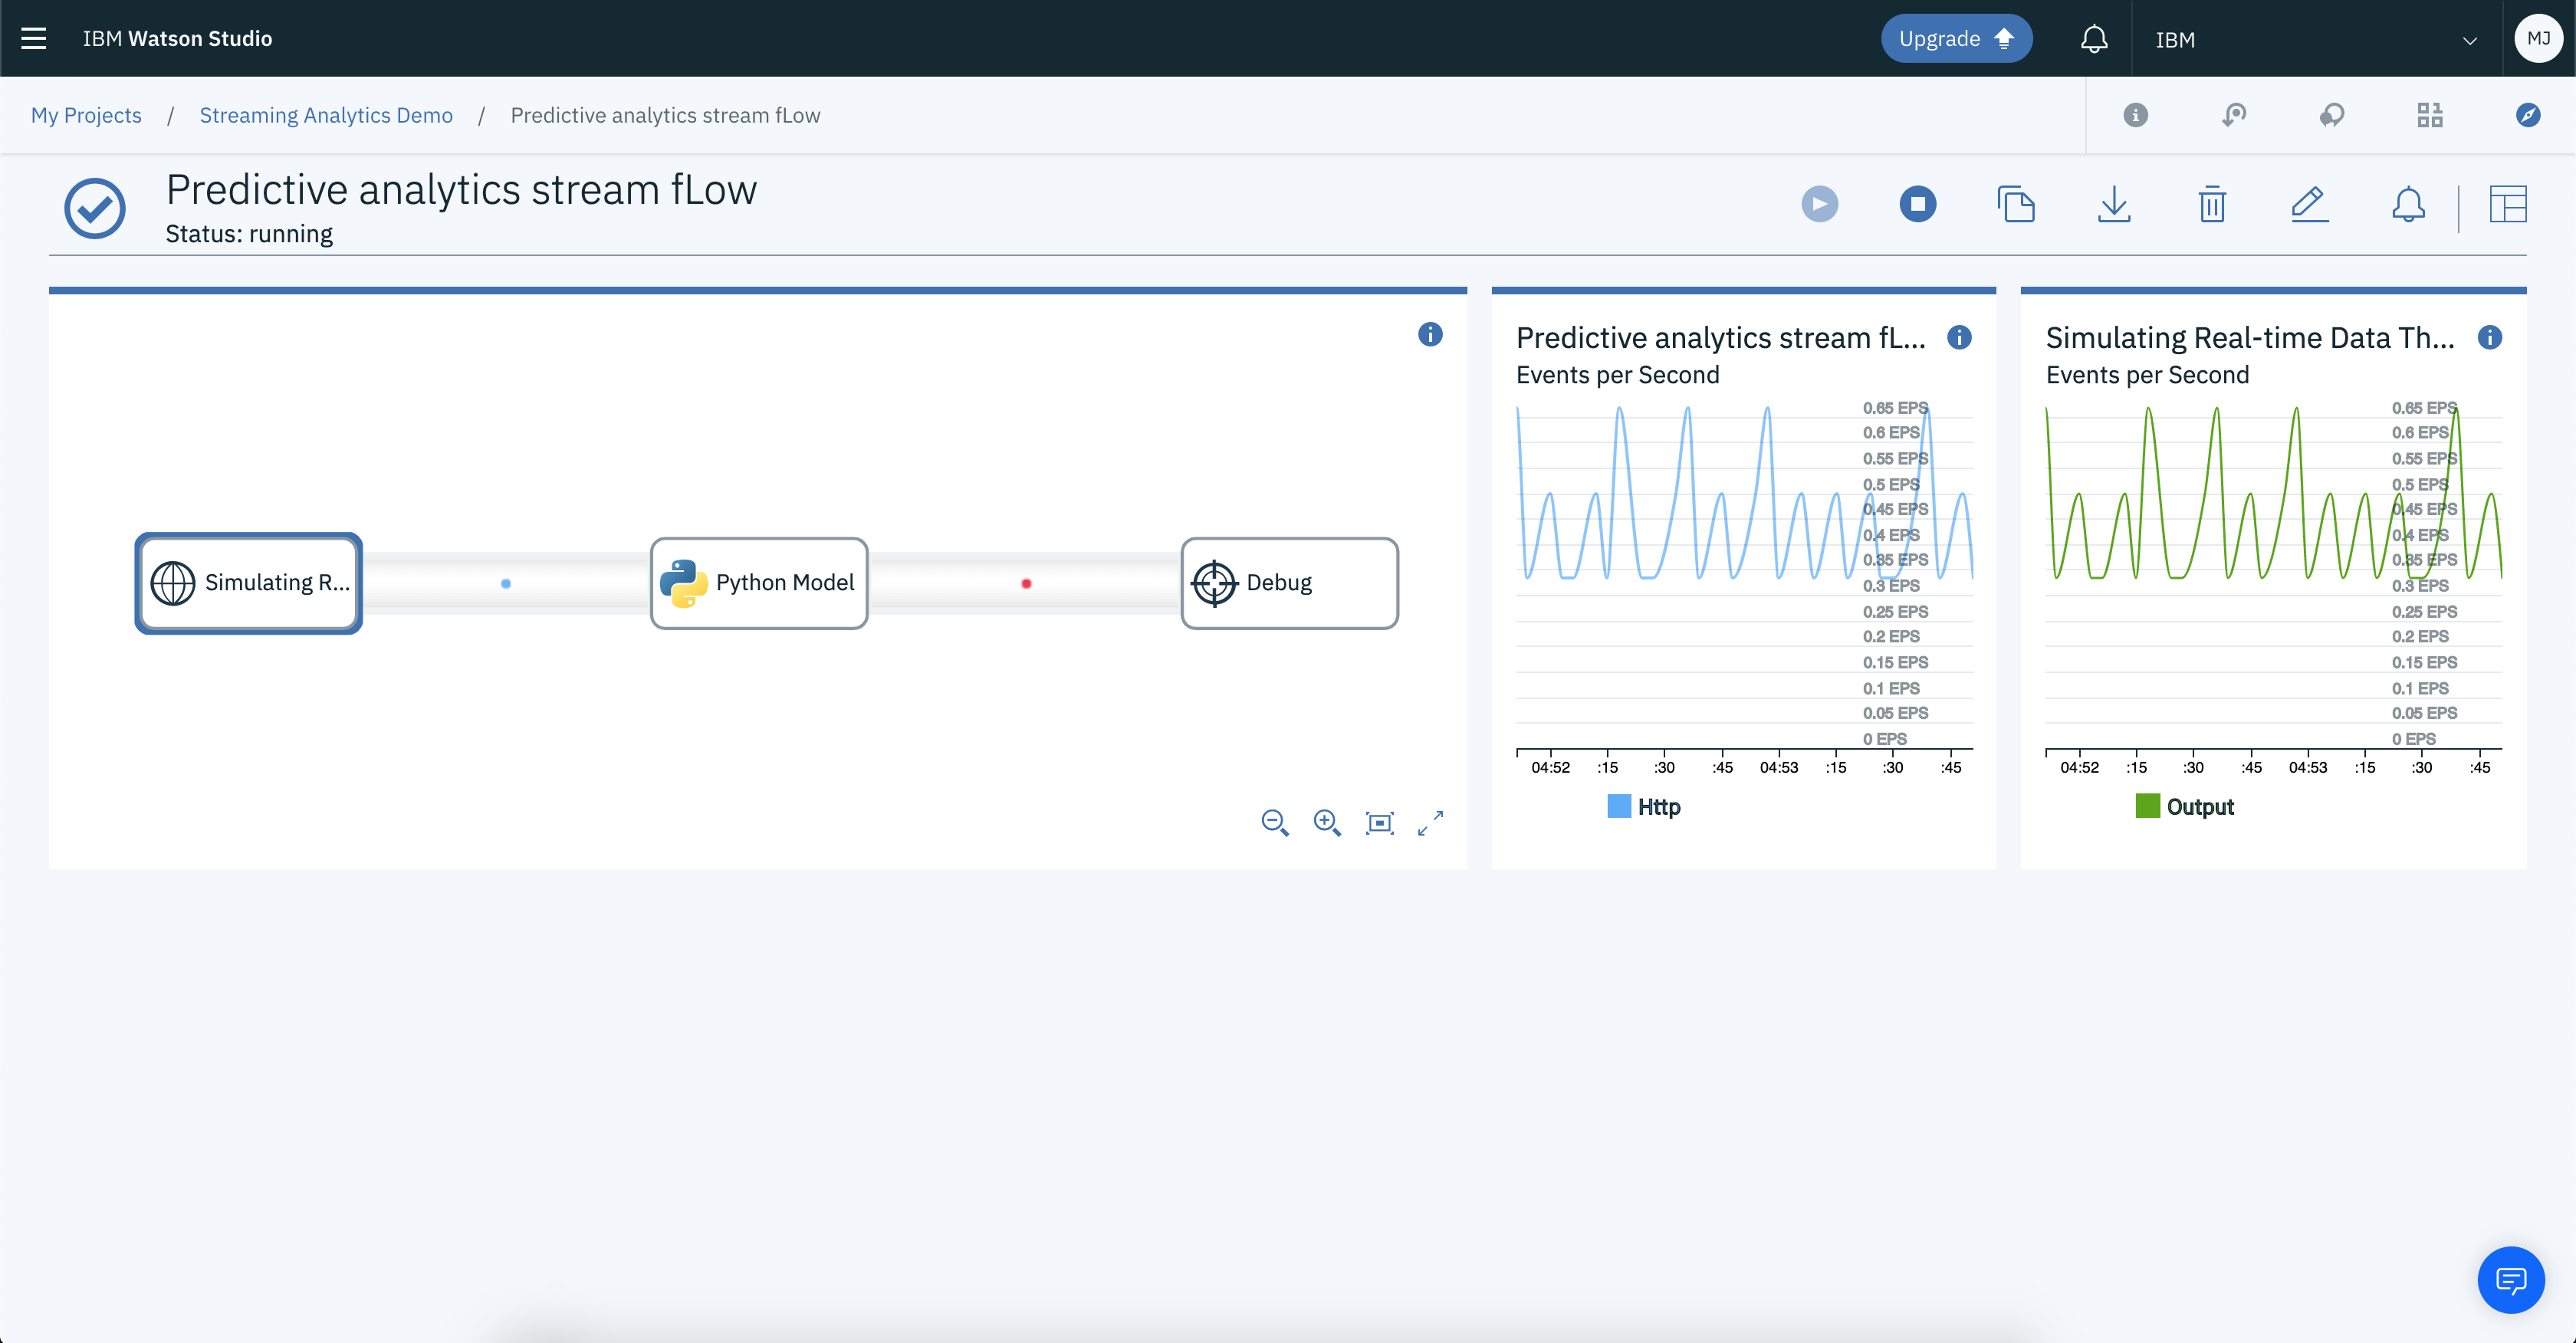 IBM Watson Studio
Upgrade
IBM
MJ
My Projects / Streaming Analytics Demo / Predictive analytics stream fLow
Predictive analytics stream fLow
Status: running
Simulating R...
Python Model
Debug
Predictive analytics stream fL...
Events per Second
0.65 EPS
0.6 EPS
0.55 EPS
0.5 EPS
0.45 EPS
0.4 EPS
0.35 EPS
0.3 EPS
0.25 EPS
0.2 EPS
0.15 EPS
0.1 EPS
0.05 EPS
0 EPS
04:52 :15 :30 :45 04:53 :15 :30 :45
Http
Simulating Real-time Data Th...
Events per Second
0.65 EPS
0.6 EPS
0.55 EPS
0.5 EPS
0.45 EPS
0.4 EPS
0.35 EPS
0.3 EPS
0.25 EPS
0.2 EPS
0.15 EPS
0.1 EPS
0.05 EPS
0 EPS
04:52 :15 :30 :45 04:53 :15 :30 :45
Output